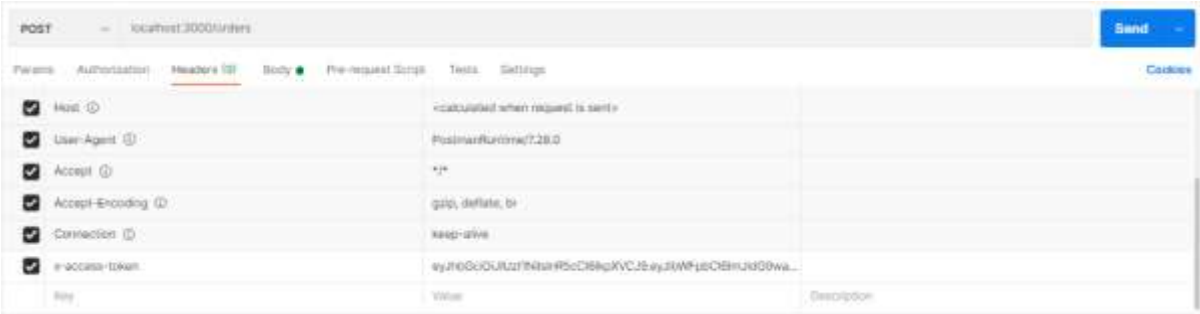 POST localhost:3000/orders Send
Params Authorization Headers Body Pre-request Script Tests Settings Cookies
Host <calculated when request is sent>
User-Agent PostmanRuntime/7.28.0
Accept */*
Accept-Encoding gzip, deflate, br
Connection keep-alive
x-access-token
Key Value Description